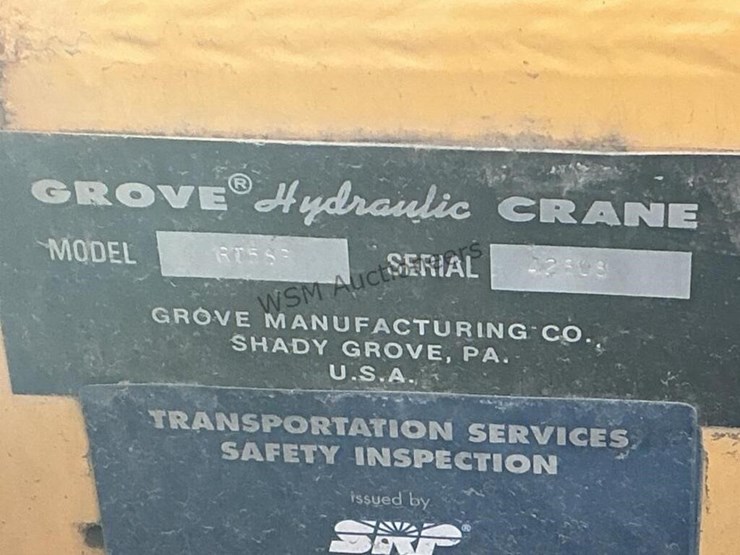 GROVE® Hydraulic CRANE
MODEL SERIAL
WSM Auctioneers
GROVE MANUFACTURING CO.,
SHADY GROVE, PA.
U.S.A.
TRANSPORTATION SERVICES
SAFETY INSPECTION
issued by
SRP®